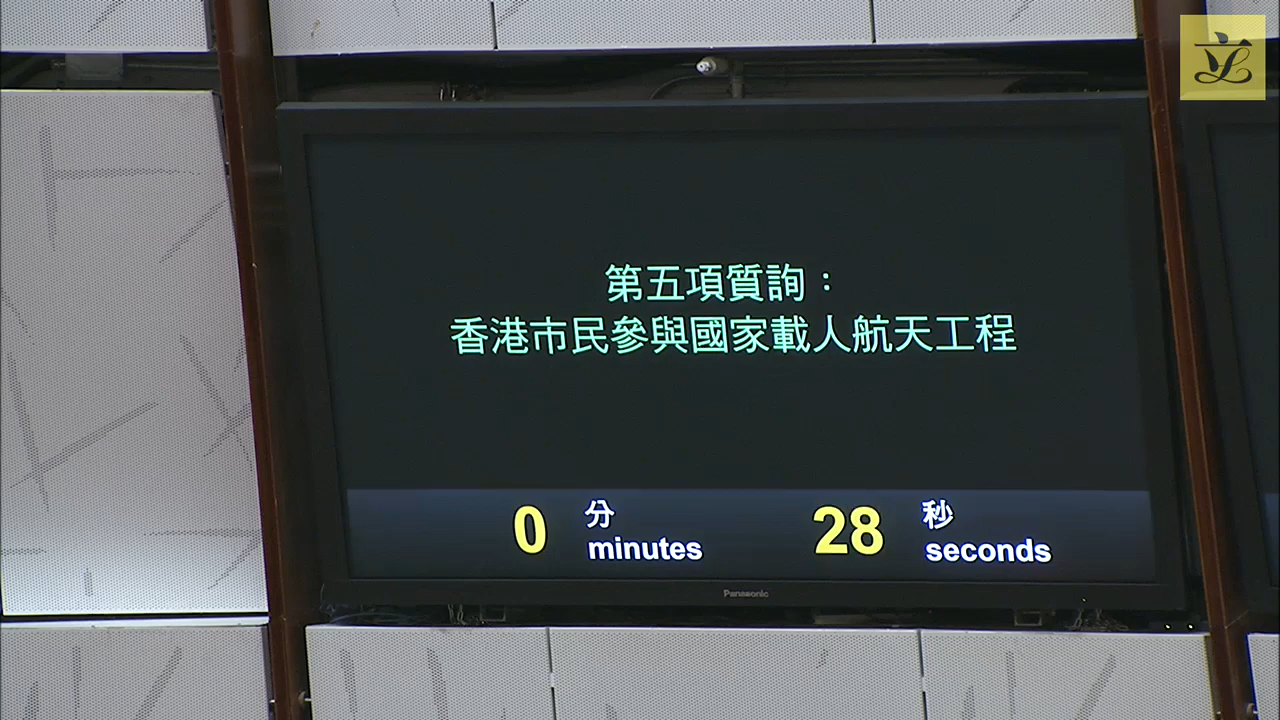 立
第五項質詢：
香港市民參與國家載人航天工程
0 分 28 秒
minutes seconds
Panasonic